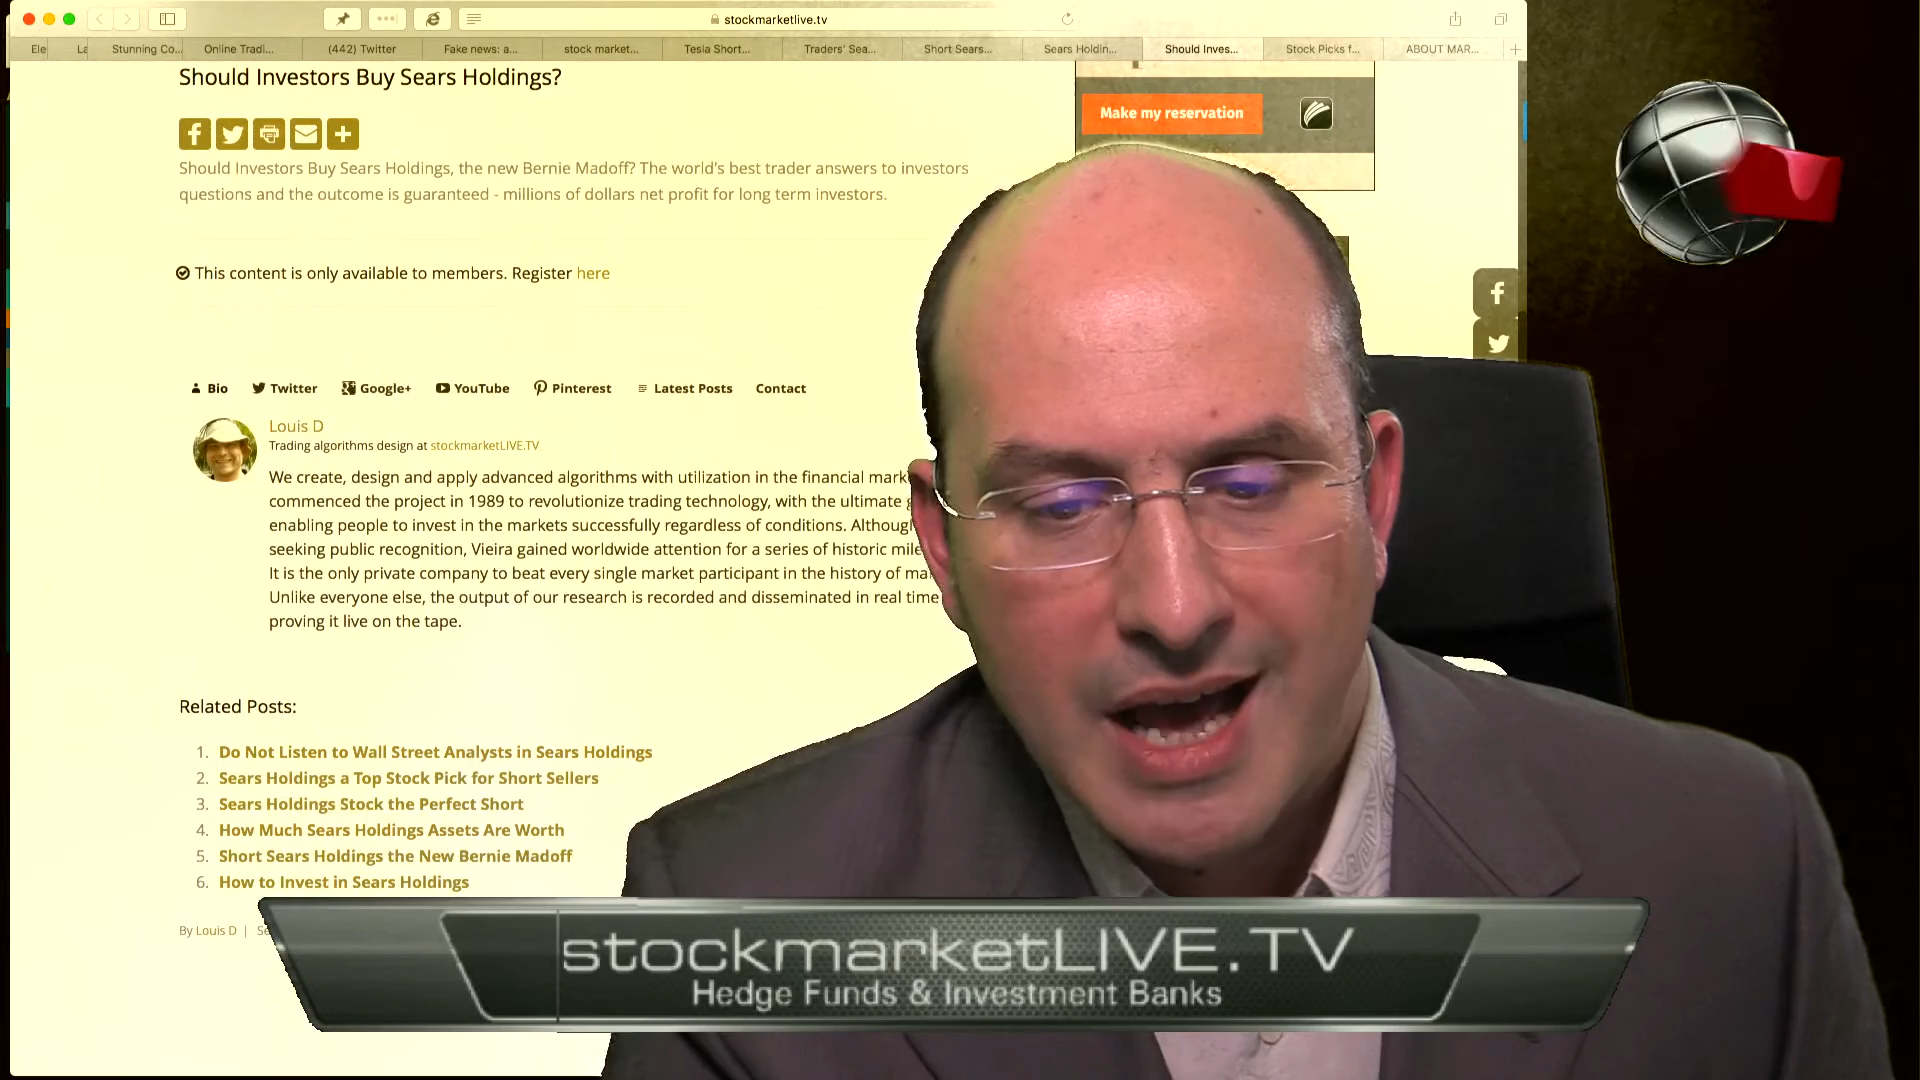 stockmarketlive.tv
Ele
La
Stunning Co...
Online Tradi...
(442) Twitter
Fake news: a...
stock market...
Tesla Short...
Traders' Sea...
Short Sears...
Sears Holdin...
Should Inves...
Stock Picks f...
ABOUT MAR...
Should Investors Buy Sears Holdings?
Make my reservation
Should Investors Buy Sears Holdings, the new Bernie Madoff? The world's best trader answers to investors
questions and the outcome is guaranteed - millions of dollars net profit for long term investors.
This content is only available to members. Register here
Bio Twitter Google+ YouTube Pinterest Latest Posts Contact
Louis D
Trading algorithms design at stockmarketLIVE.TV
We create, design and apply advanced algorithms with utilization in the financial mark
commenced the project in 1989 to revolutionize trading technology, with the ultimate g
enabling people to invest in the markets successfully regardless of conditions. Although
seeking public recognition, Vieira gained worldwide attention for a series of historic mile
It is the only private company to beat every single market participant in the history of ma
Unlike everyone else, the output of our research is recorded and disseminated in real time
proving it live on the tape.
Related Posts:
1. Do Not Listen to Wall Street Analysts in Sears Holdings
2. Sears Holdings a Top Stock Pick for Short Sellers
3. Sears Holdings Stock the Perfect Short
4. How Much Sears Holdings Assets Are Worth
5. Short Sears Holdings the New Bernie Madoff
6. How to Invest in Sears Holdings
By Louis D | Se
stockmarketLIVE.TV
Hedge Funds & Investment Banks